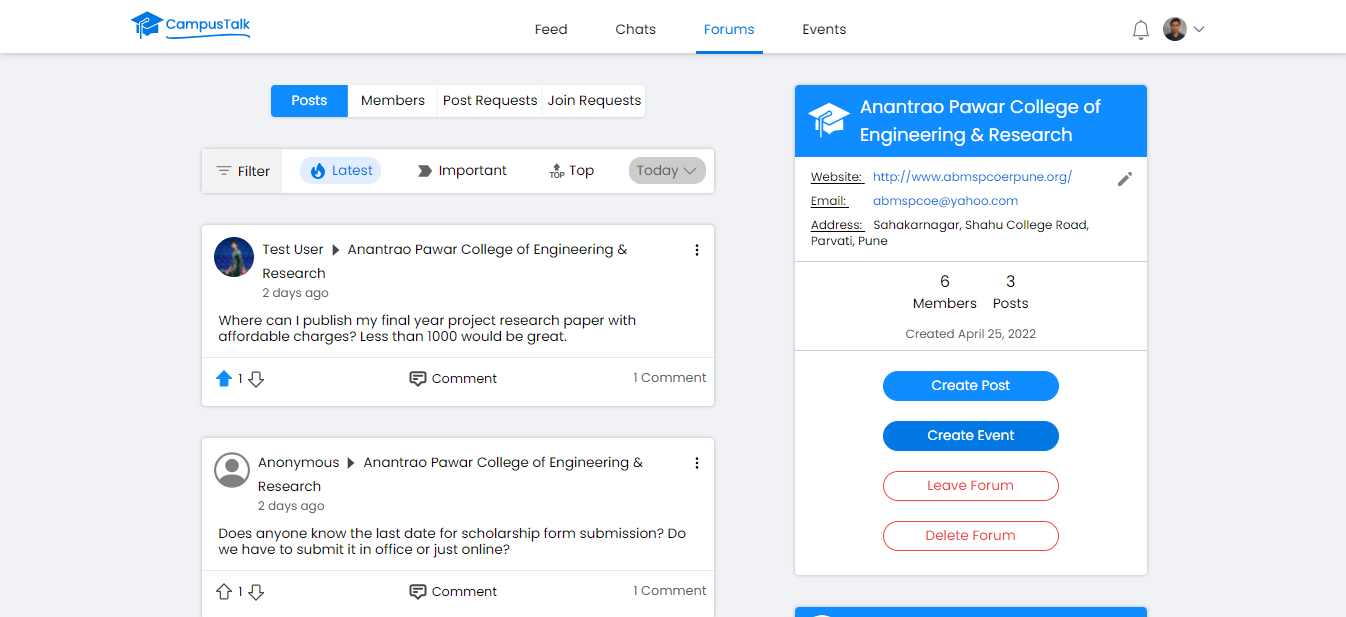 CampusTalk
Feed
Chats
Forums
Events
Posts
Members
Post Requests
Join Requests
Filter
Latest
Important
TOP Top
Today
Test User Anantrao Pawar College of Engineering &
Research
2 days ago
Where can I publish my final year project research paper with
affordable charges? Less than 1000 would be great.
1
Comment
1 Comment
Anonymous Anantrao Pawar College of Engineering &
Research
2 days ago
Does anyone know the last date for scholarship form submission? Do
we have to submit it in office or just online?
1
Comment
1 Comment
Anantrao Pawar College of
Engineering & Research
Website: http://www.abmspcoerpune.org/
Email: abmspcoe@yahoo.com
Address: Sahakarnagar, Shahu College Road,
Parvati, Pune
6
Members
3
Posts
Created April 25, 2022
Create Post
Create Event
Leave Forum
Delete Forum